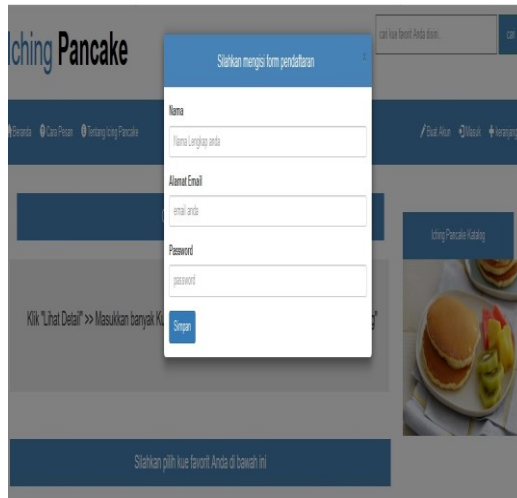 Iching Pancake
cari kue favorit Anda disini..
cari
Silahkan mengisi form pendaftaran
x
Beranda Cara Pesan Tentang Icing Pancake
Buat Akun Masuk keranjang
Nama
Nama Lengkap anda
Alamat Email
email anda
Password
password
Simpan
Iching Pancake Katalog
Klik "Lihat Detail" >> Masukkan banyak
Silahkan pilih kue favorit Anda di bawah ini